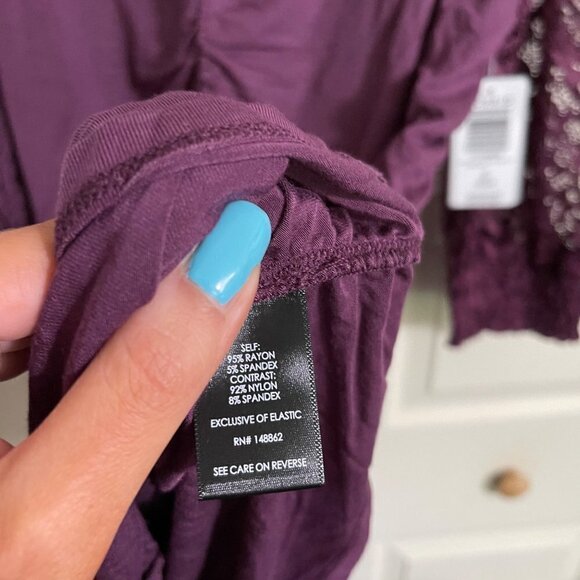 SELF:
95% RAYON
5% SPANDEX
CONTRAST:
92% NYLON
8% SPANDEX
EXCLUSIVE OF ELASTIC
RN# 148862
SEE CARE ON REVERSE